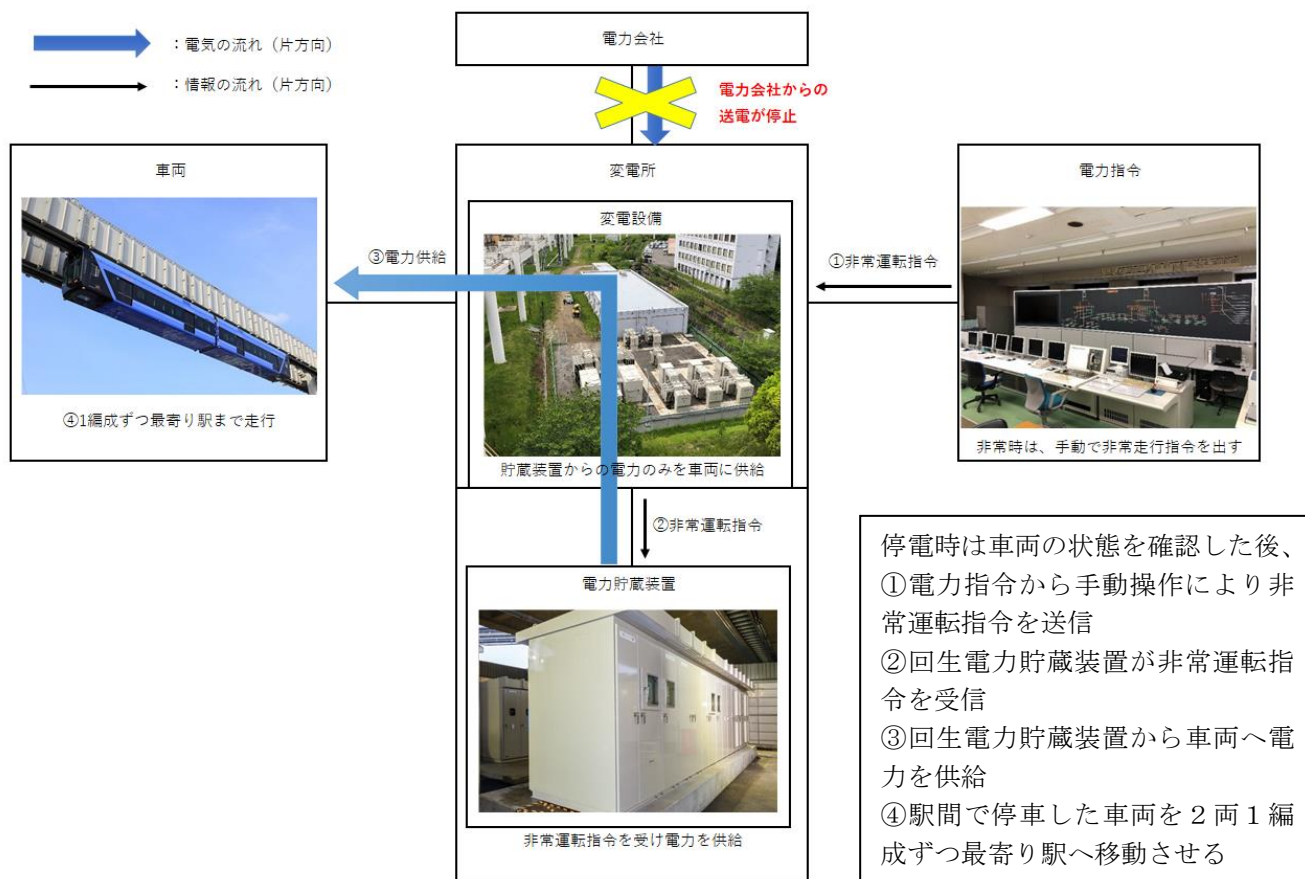 ：電気の流れ（片方向）
：情報の流れ（片方向）
電力会社
電力会社からの
送電が停止
車両
④1編成ずつ最寄り駅まで走行
③電力供給
変電所
変電設備
貯蔵装置からの電力のみを車両に供給
①非常運転指令
電力指令
非常時は、手動で非常走行指令を出す
②非常運転指令
電力貯蔵装置
非常運転指令を受け電力を供給
停電時は車両の状態を確認した後、
①電力指令から手動操作により非
常運転指令を送信
②回生電力貯蔵装置が非常運転指
令を受信
③回生電力貯蔵装置から車両へ電
力を供給
④駅間で停車した車両を２両１編
成ずつ最寄り駅へ移動させる